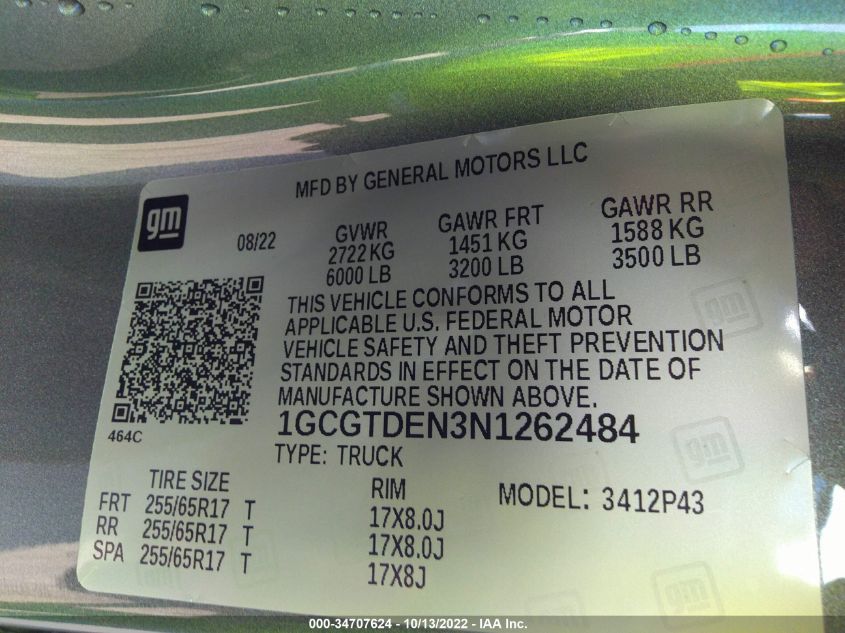 MFD BY GENERAL MOTORS LLC
gm
08/22
GVWR GAWR FRT GAWR RR
2722 KG 1451 KG 1588 KG
6000 LB 3200 LB 3500 LB
THIS VEHICLE CONFORMS TO ALL
APPLICABLE U.S. FEDERAL MOTOR
VEHICLE SAFETY AND THEFT PREVENTION
STANDARDS IN EFFECT ON THE DATE OF
MANUFACTURE SHOWN ABOVE.
464C
1GCGTDEN3N1262484
TYPE: TRUCK
TIRE SIZE RIM MODEL: 3412P43
FRT 255/65R17 T 17X8.0J
RR 255/65R17 T 17X8.0J
SPA 255/65R17 T 17X8J
gm
gm
gm
000-34707624 - 10/13/2022 - IAA Inc.